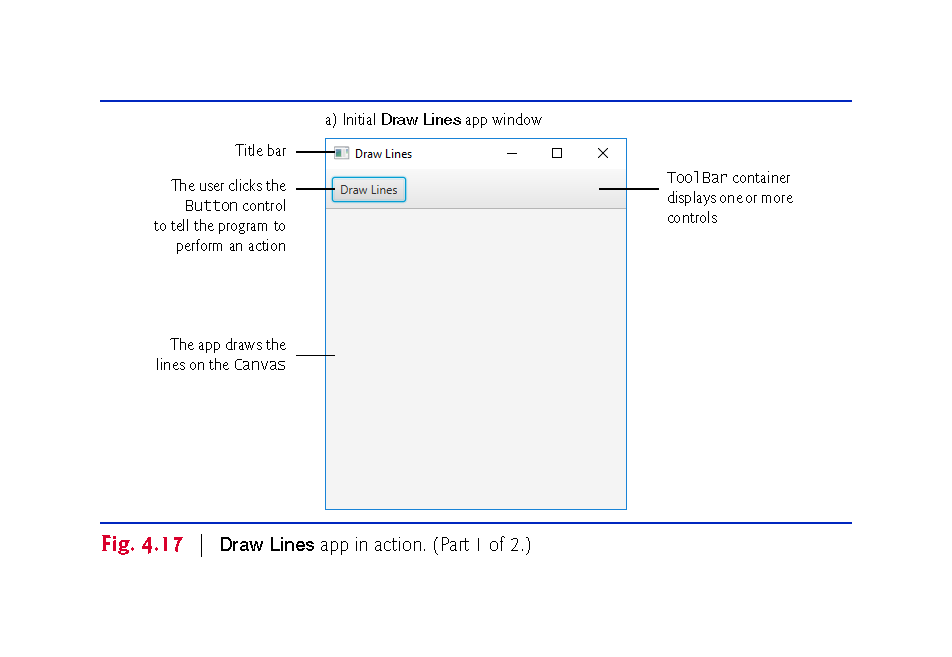 a) Initial Draw Lines app window
Title bar
Draw Lines
The user clicks the
Button control
to tell the program to
perform an action
Draw Lines
ToolBar container
displays one or more
controls
The app draws the
lines on the Canvas
Fig. 4.17 | Draw Lines app in action. (Part 1 of 2.)